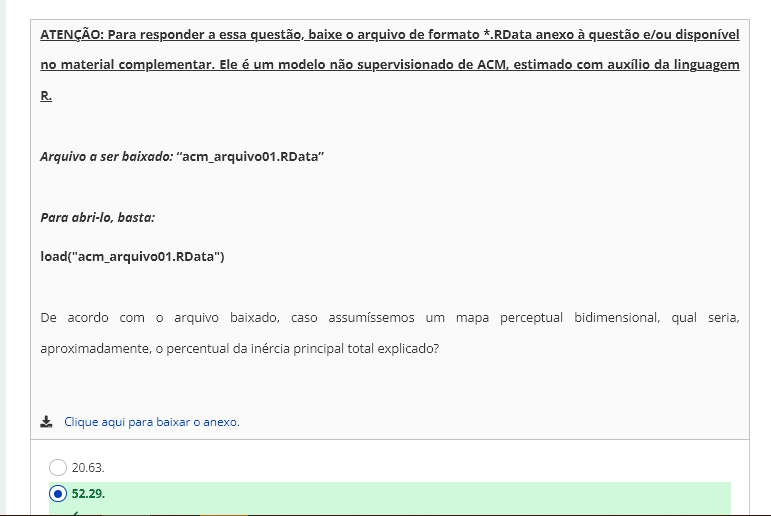 ATENÇÃO: Para responder a essa questão, baixe o arquivo de formato *.RData anexo à questão e/ou disponível
no material complementar. Ele é um modelo não supervisionado de ACM, estimado com auxílio da linguagem
R.
Arquivo a ser baixado: “acm_arquivo01.RData”
Para abri-lo, basta:
load("acm_arquivo01.RData")
De acordo com o arquivo baixado, caso assumíssemos um mapa perceptual bidimensional, qual seria,
aproximadamente, o percentual da inércia principal total explicado?
Clique aqui para baixar o anexo.
20.63.
52.29.